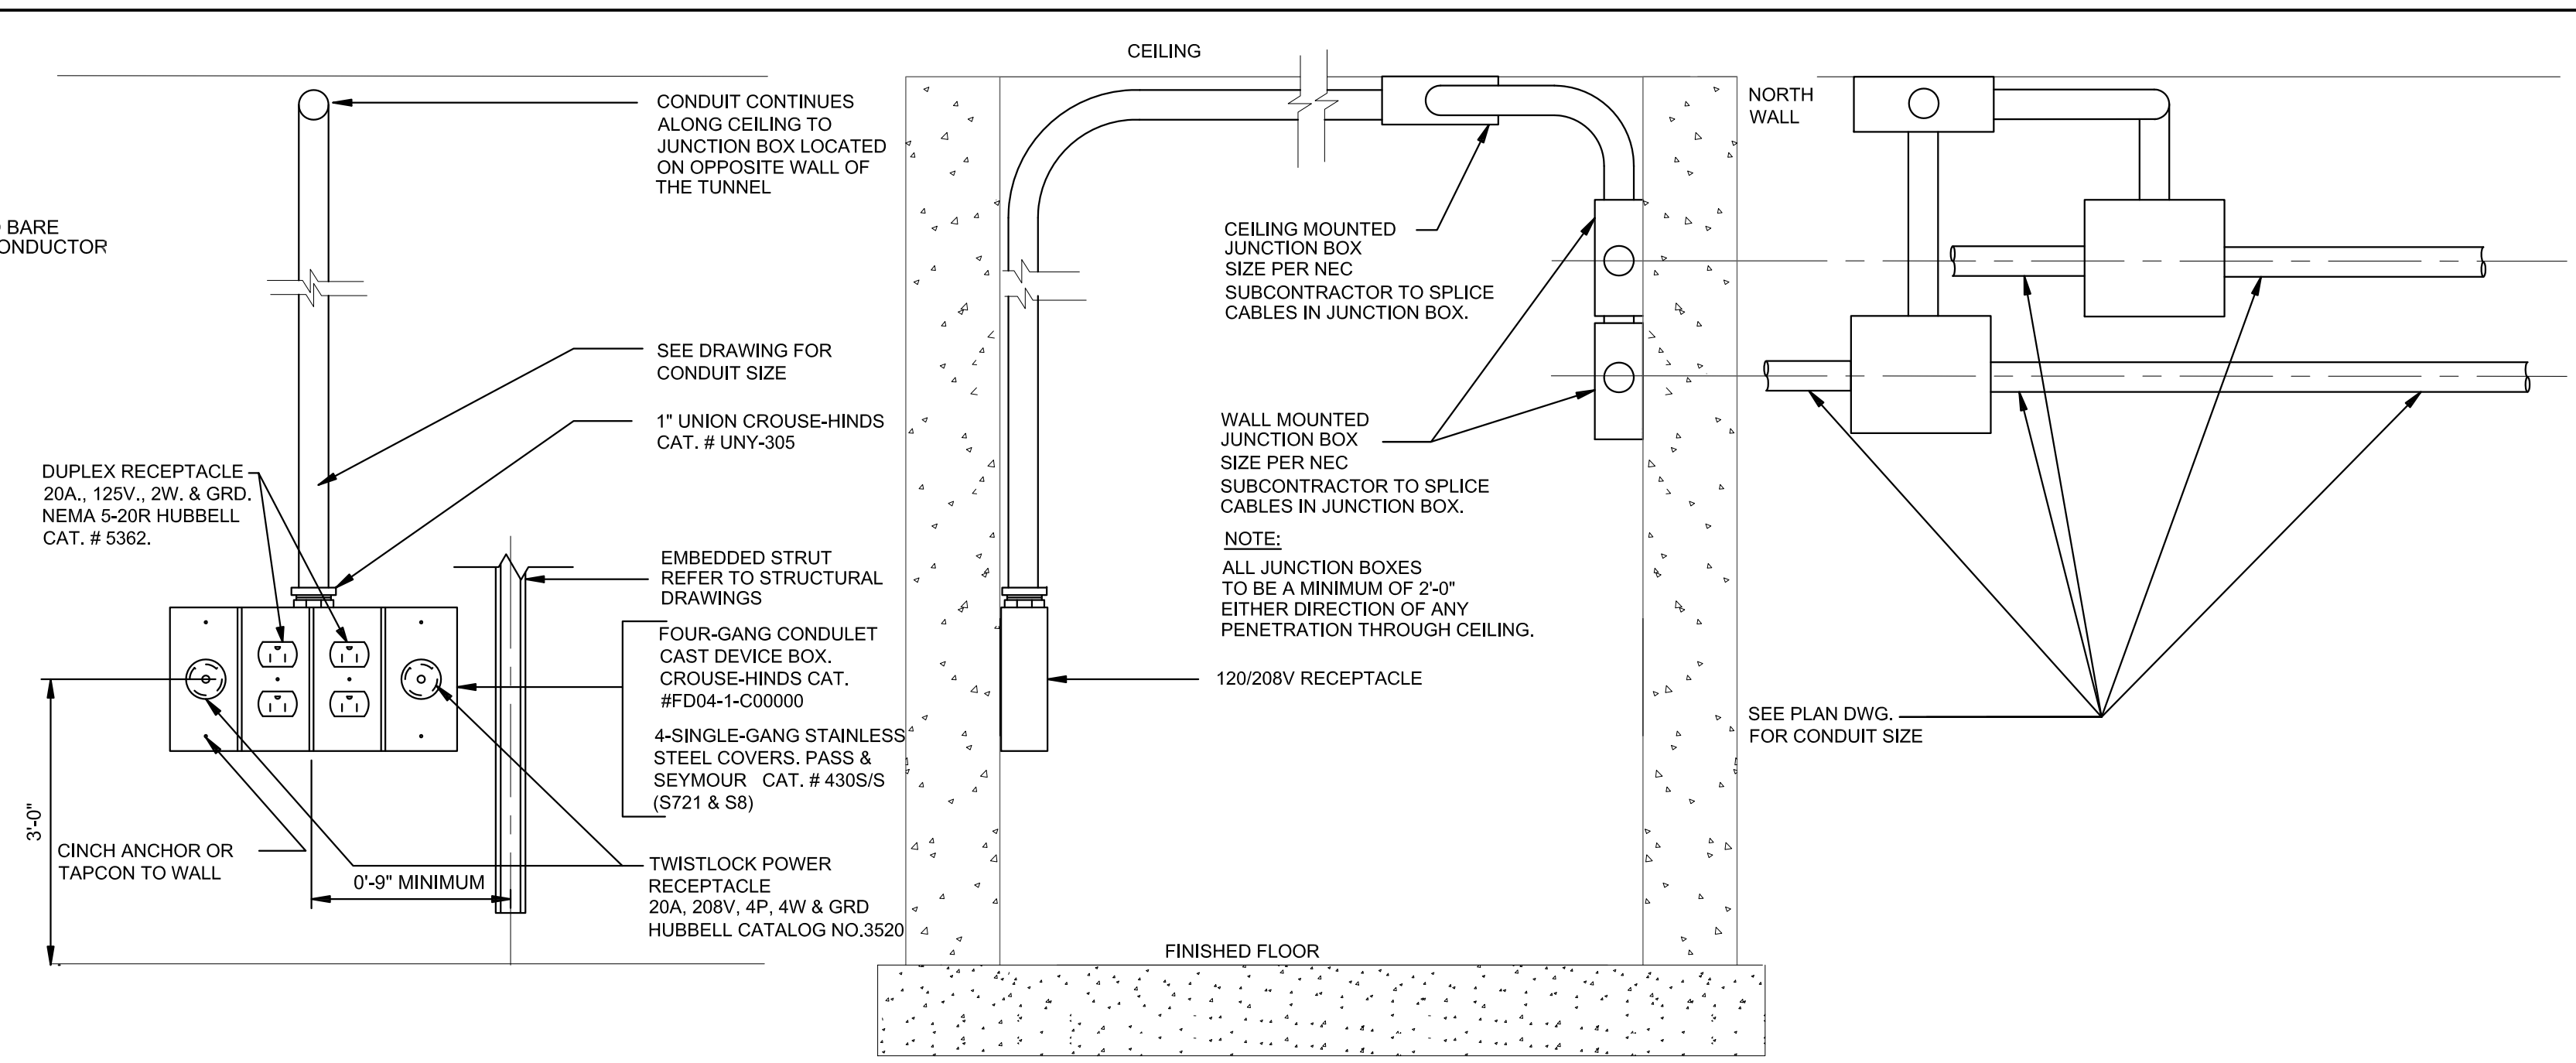 CEILING
CONDUIT CONTINUES
ALONG CEILING TO
JUNCTION BOX LOCATED
ON OPPOSITE WALL OF
THE TUNNEL
BARE
ONDUCTOR
SEE DRAWING FOR
CONDUIT SIZE
1" UNION CROUSE-HINDS
CAT. # UNY-305
DUPLEX RECEPTACLE
20A., 125V., 2W. & GRD.
NEMA 5-20R HUBBELL
CAT. # 5362.
EMBEDDED STRUT
REFER TO STRUCTURAL
DRAWINGS
FOUR-GANG CONDULET
CAST DEVICE BOX.
CROUSE-HINDS CAT.
#FD04-1-C00000
4-SINGLE-GANG STAINLESS
STEEL COVERS. PASS &
SEYMOUR CAT. # 430S/S
(S721 & S8)
3'-0"
CINCH ANCHOR OR
TAPCON TO WALL
0'-9" MINIMUM
TWISTLOCK POWER
RECEPTACLE
20A, 208V, 4P, 4W & GRD
HUBBELL CATALOG NO.3520
CEILING MOUNTED
JUNCTION BOX
SIZE PER NEC
SUBCONTRACTOR TO SPLICE
CABLES IN JUNCTION BOX.
WALL MOUNTED
JUNCTION BOX
SIZE PER NEC
SUBCONTRACTOR TO SPLICE
CABLES IN JUNCTION BOX.
NOTE:
ALL JUNCTION BOXES
TO BE A MINIMUM OF 2'-0"
EITHER DIRECTION OF ANY
PENETRATION THROUGH CEILING.
120/208V RECEPTACLE
FINISHED FLOOR
NORTH
WALL
SEE PLAN DWG.
FOR CONDUIT SIZE